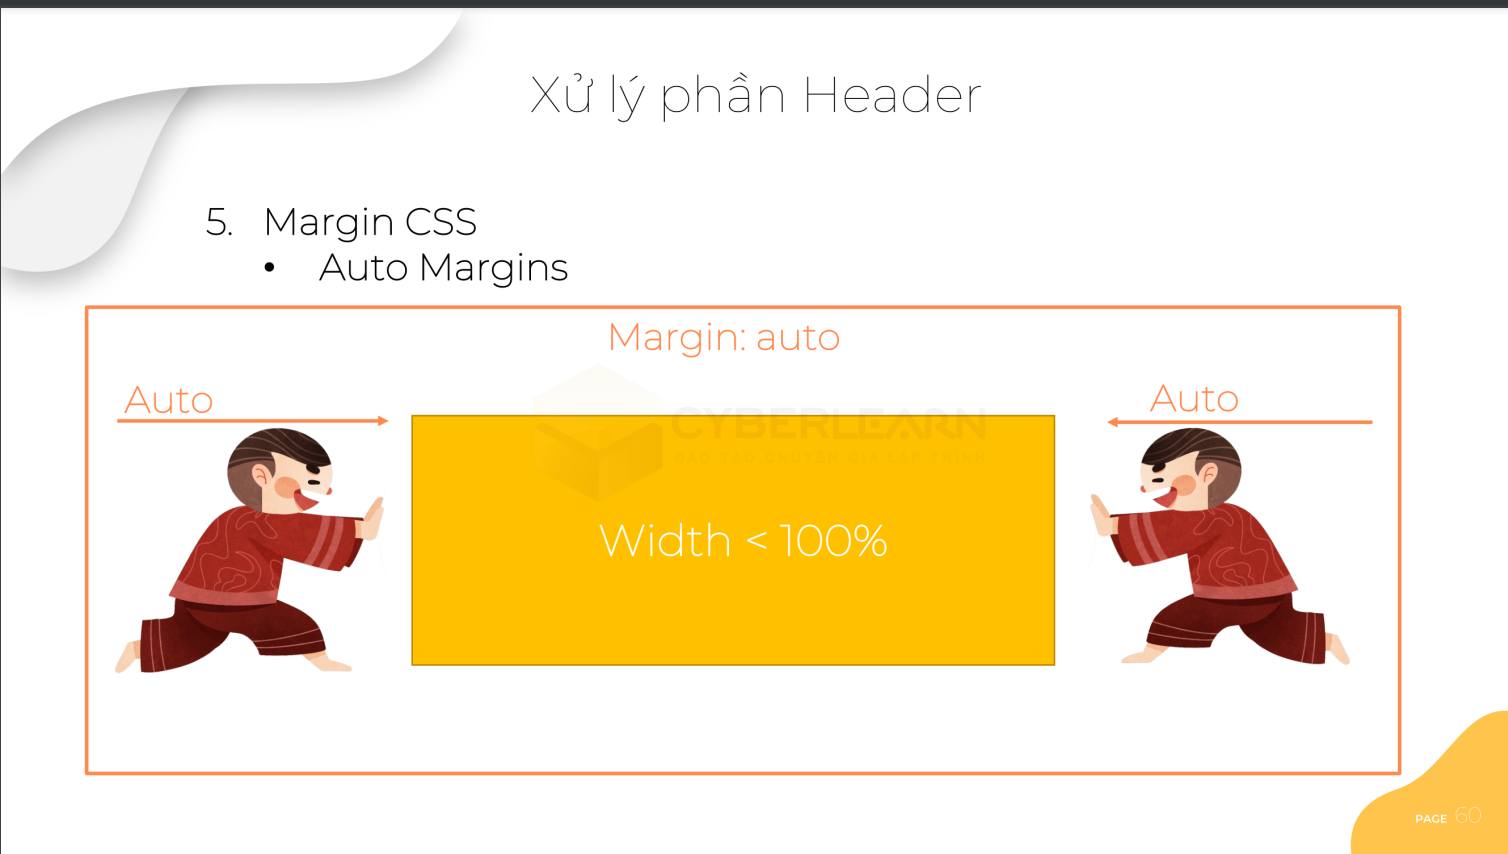 Xử lý phần Header
5. Margin CSS
• Auto Margins
Margin: auto
Auto
Auto
CYBERLEARN
ĐÀO TẠO CHUYÊN GIA LẬP TRÌNH
Width < 100%
PAGE 60